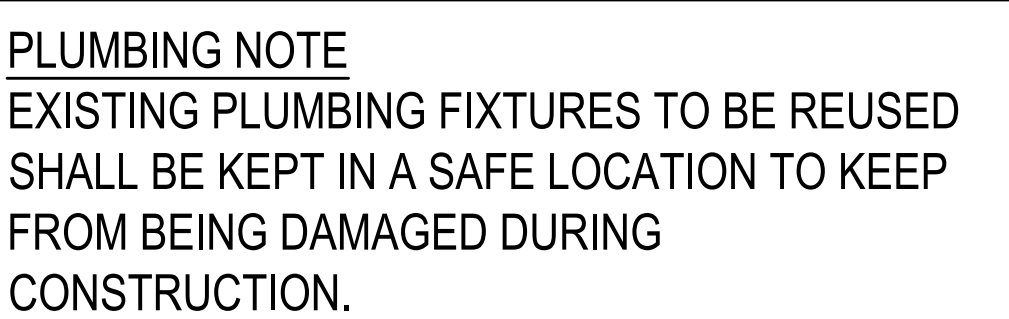 PLUMBING NOTE
EXISTING PLUMBING FIXTURES TO BE REUSED
SHALL BE KEPT IN A SAFE LOCATION TO KEEP
FROM BEING DAMAGED DURING
CONSTRUCTION.